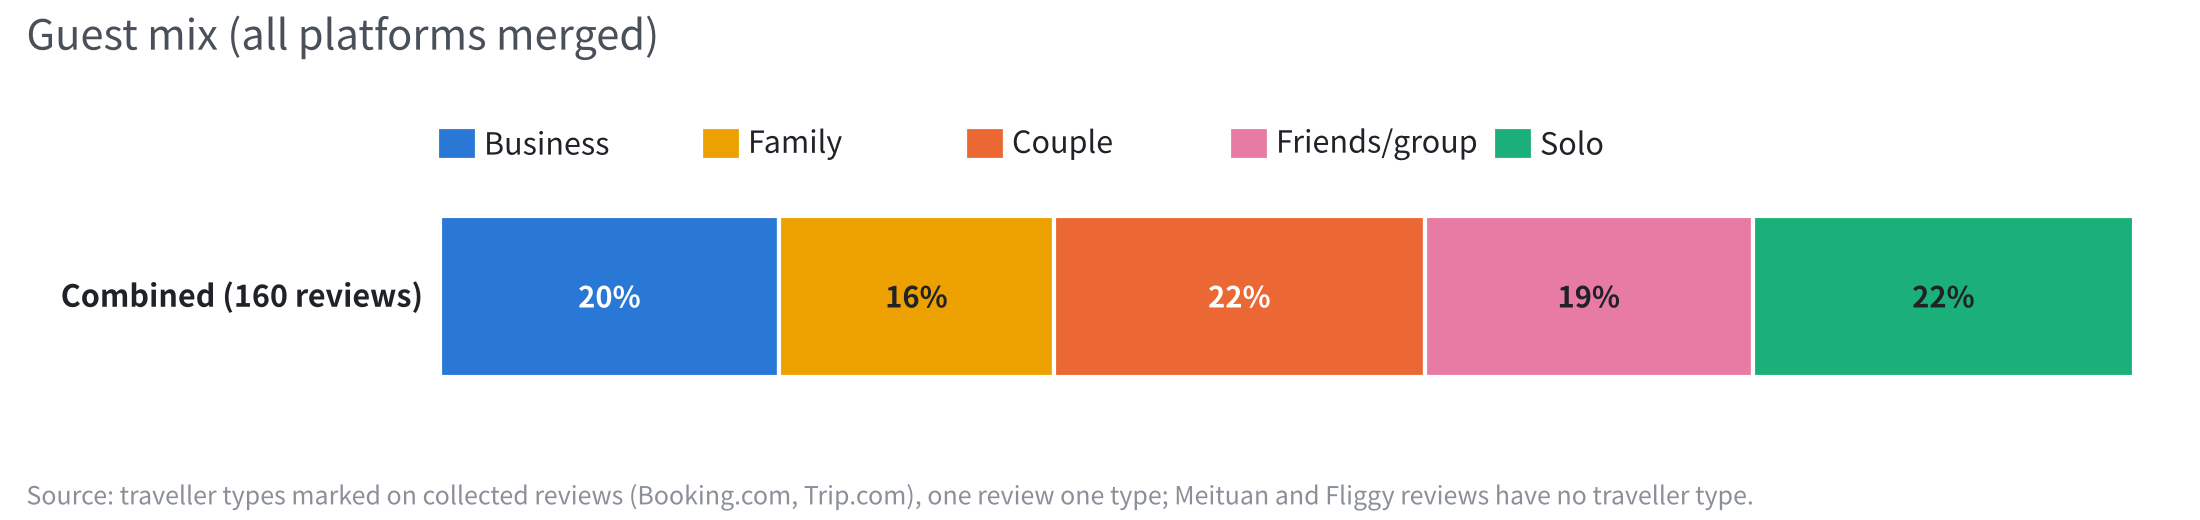 Guest mix (all platforms merged)
Business Family Couple Friends/group Solo
Combined (160 reviews) 20% 16% 22% 19% 22%
Source: traveller types marked on collected reviews (Booking.com, Trip.com), one review one type; Meituan and Fliggy reviews have no traveller type.